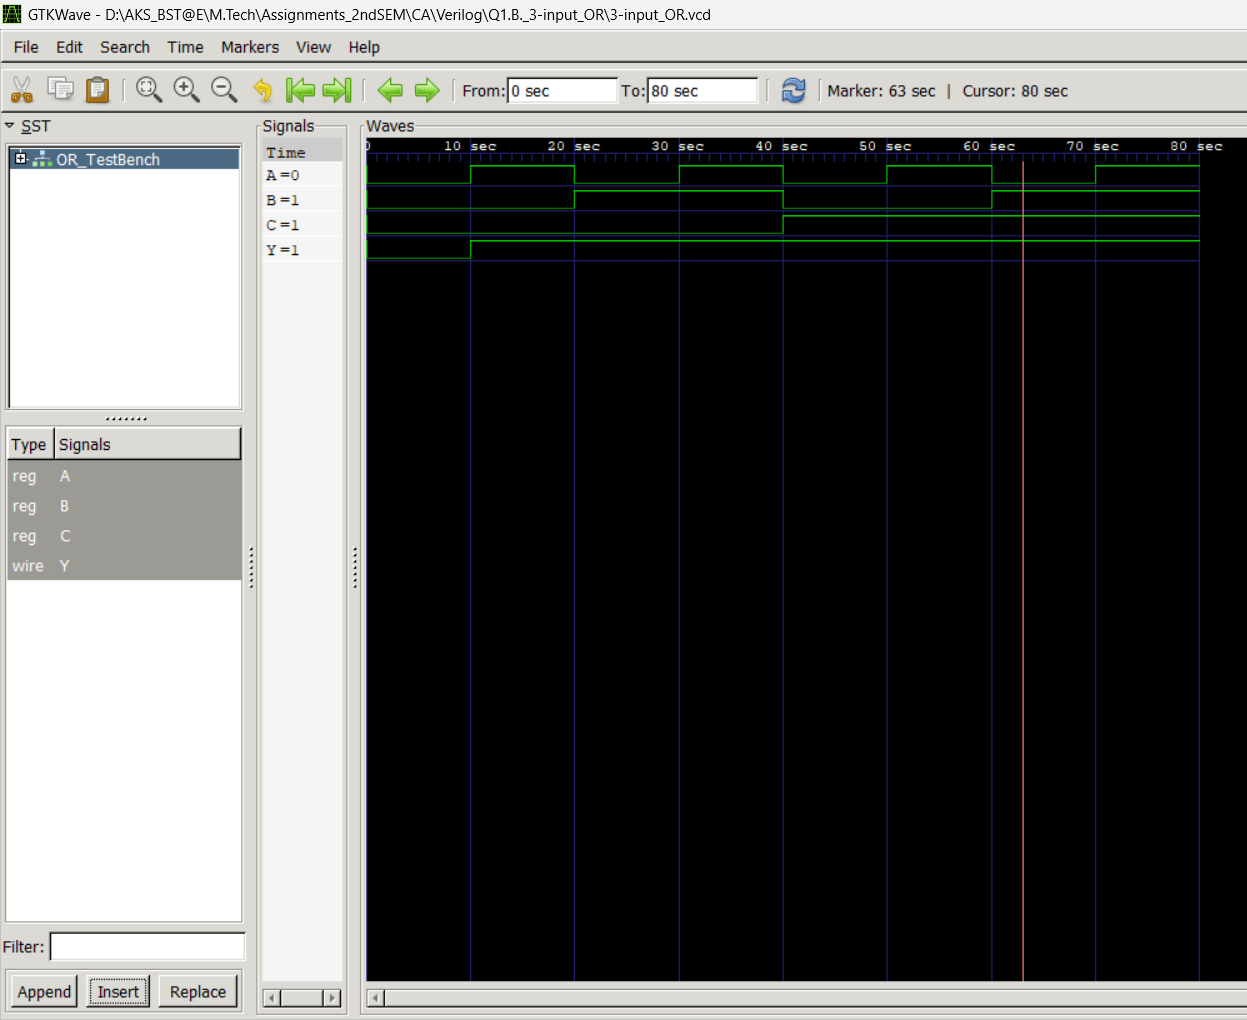 GTKWave - D:\AKS_BST@E\M.Tech\Assignments_2ndSEM\CA\Verilog\Q1.B._3-input_OR\3-input_OR.vcd
File Edit Search Time Markers View Help
From: 0 sec To: 80 sec Marker: 63 sec | Cursor: 80 sec
SST
OR_TestBench
Type Signals
reg A
reg B
reg C
wire Y
Filter:
Append Insert Replace
Signals
Time
A=0
B=1
C=1
Y=1
Waves
0 10 sec 20 sec 30 sec 40 sec 50 sec 60 sec 70 sec 80 sec